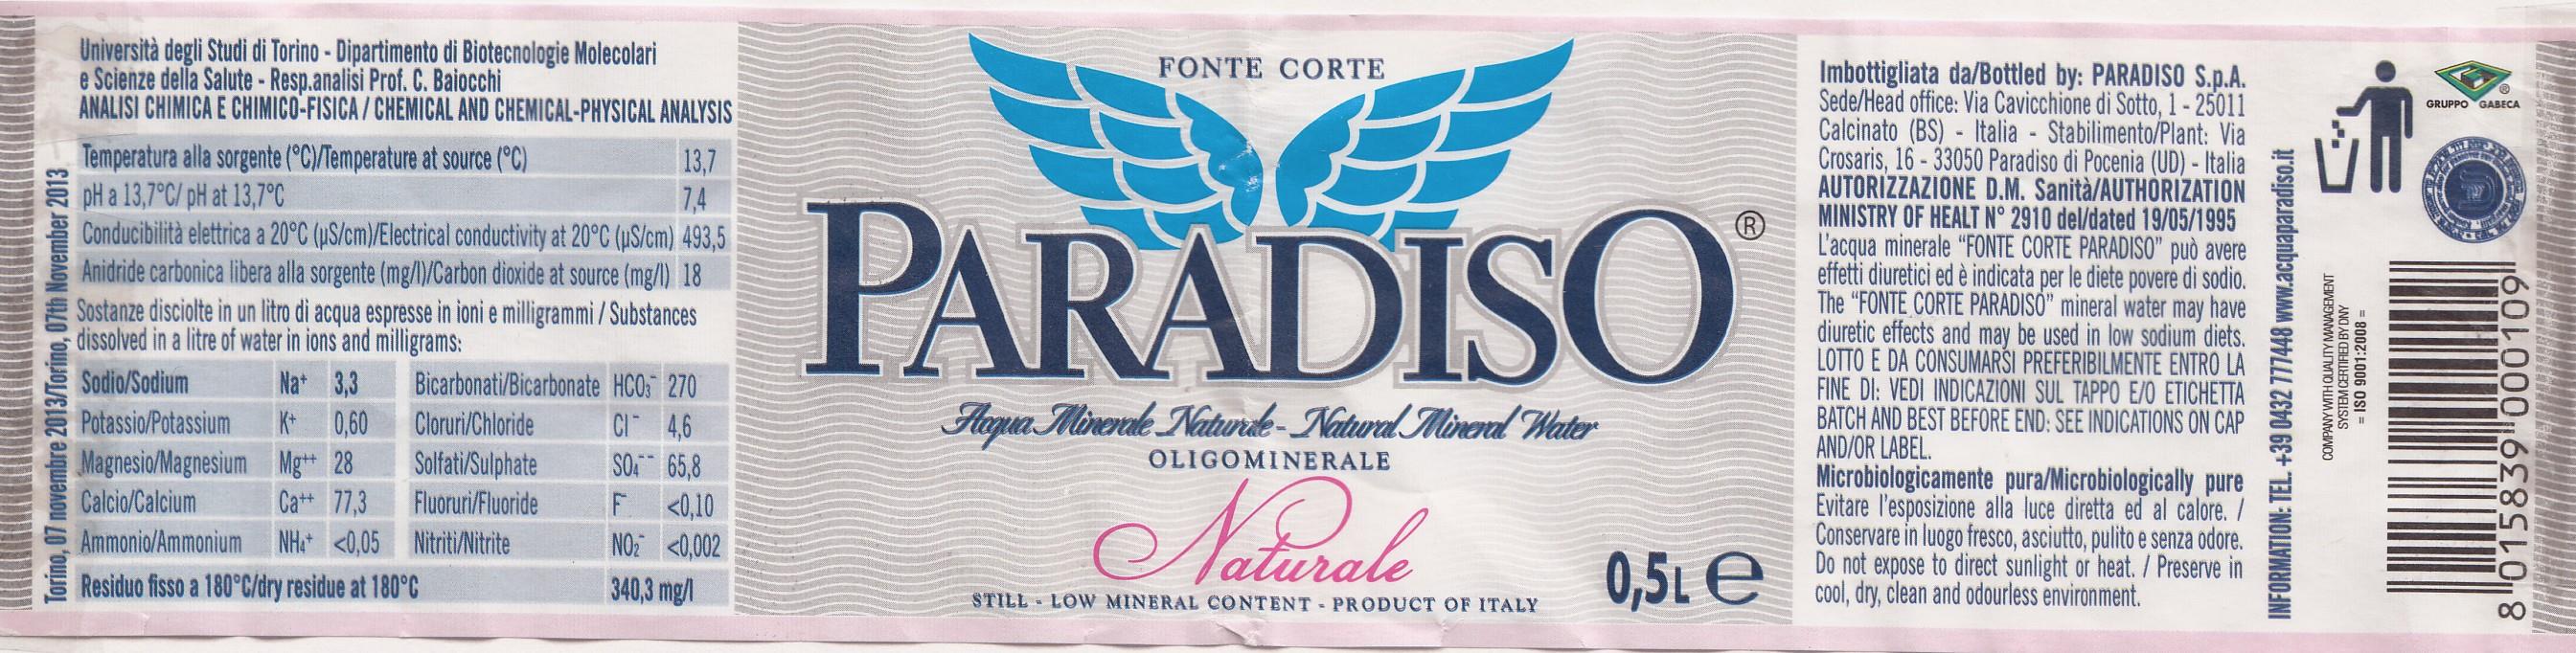 Torino, 07 novembre 2013/Torino, 07th November 2013
Università degli Studi di Torino - Dipartimento di Biotecnologie Molecolari
e Scienze della Salute - Resp.analisi Prof. C. Baiocchi
ANALISI CHIMICA E CHIMICO-FISICA / CHEMICAL AND CHEMICAL-PHYSICAL ANALYSIS
Temperatura alla sorgente (°C)/Temperature at source (°C) 13,7
pH a 13,7°C/ pH at 13,7°C 7,4
Conducibilità elettrica a 20°C (µS/cm)/Electrical conductivity at 20°C (µS/cm) 493,5
Anidride carbonica libera alla sorgente (mg/l)/Carbon dioxide at source (mg/l) 18
Sostanze disciolte in un litro di acqua espresse in ioni e milligrammi / Substances
dissolved in a litre of water in ions and milligrams:
Sodio/Sodium Na⁺ 3,3 Bicarbonati/Bicarbonate HCO₃⁻ 270
Potassio/Potassium K⁺ 0,60 Cloruri/Chloride Cl⁻ 4,6
Magnesio/Magnesium Mg⁺⁺ 28 Solfati/Sulphate SO₄⁻⁻ 65,8
Calcio/Calcium Ca⁺⁺ 77,3 Fluoruri/Fluoride F⁻ <0,10
Ammonio/Ammonium NH₄⁺ <0,05 Nitriti/Nitrite NO₂⁻ <0,002
Residuo fisso a 180°C/dry residue at 180°C 340,3 mg/l
FONTE CORTE
PARADISO®
Acqua Minerale Naturale - Natural Mineral Water
OLIGOMINERALE
Naturale
STILL - LOW MINERAL CONTENT - PRODUCT OF ITALY
0,5L e
Imbottigliata da/Bottled by: PARADISO S.p.A.
Sede/Head office: Via Cavicchione di Sotto, 1 - 25011
Calcinato (BS) - Italia - Stabilimento/Plant: Via
Crosaris, 16 - 33050 Paradiso di Pocenia (UD) - Italia
AUTORIZZAZIONE D.M. Sanità/AUTHORIZATION
MINISTRY OF HEALT N° 2910 del/dated 19/05/1995
L'acqua minerale “FONTE CORTE PARADISO” può avere
effetti diuretici ed è indicata per le diete povere di sodio.
The “FONTE CORTE PARADISO” mineral water may have
diuretic effects and may be used in low sodium diets.
LOTTO E DA CONSUMARSI PREFERIBILMENTE ENTRO LA
FINE DI: VEDI INDICAZIONI SUL TAPPO E/O ETICHETTA
BATCH AND BEST BEFORE END: SEE INDICATIONS ON CAP
AND/OR LABEL.
Microbiologicamente pura/Microbiologically pure
Evitare l'esposizione alla luce diretta ed al calore. /
Conservare in luogo fresco, asciutto, pulito e senza odore.
Do not expose to direct sunlight or heat. / Preserve in
cool, dry, clean and odourless environment.
INFORMATION: TEL. +39 0432 777448 www.acquaparadiso.it
GRUPPO GABECA®
COMPANY WITH QUALITY MANAGEMENT
SYSTEM CERTIFIED BY DNV
= ISO 9001:2008 =
8 015839 000109